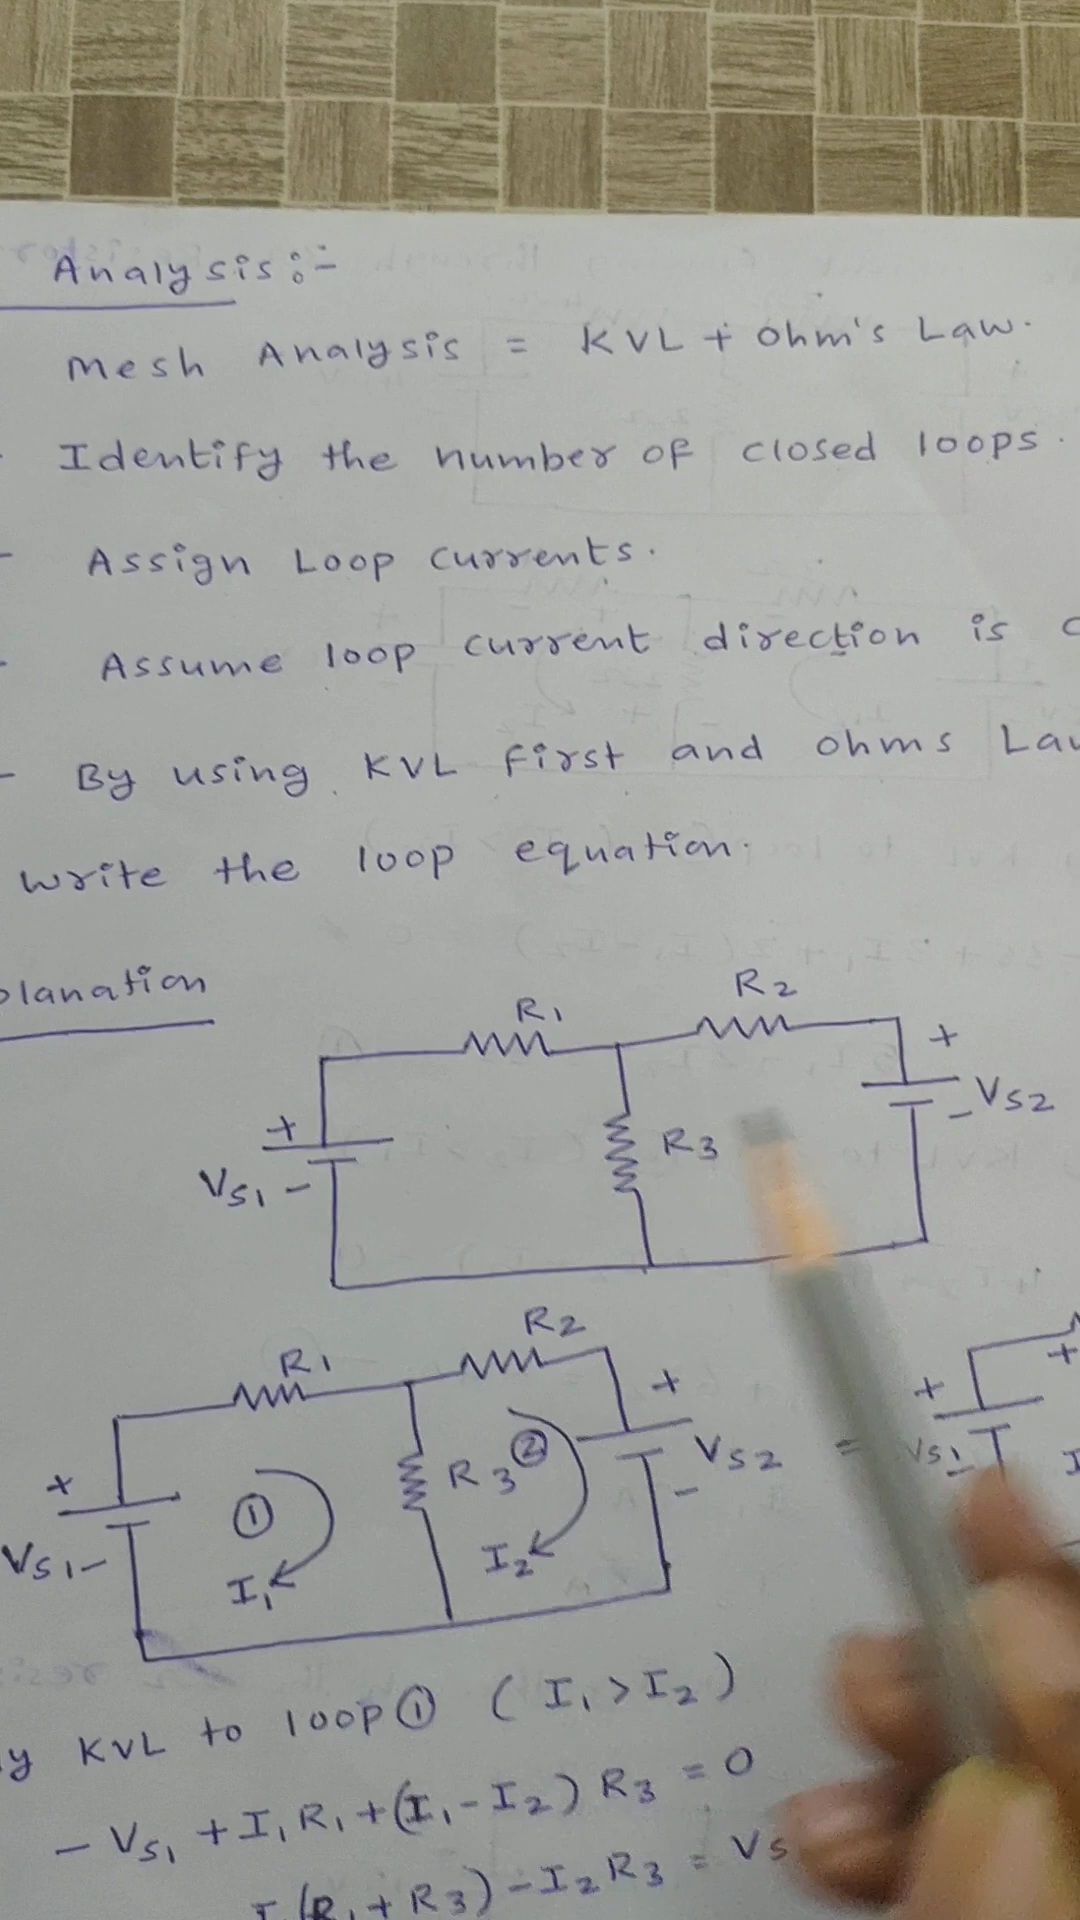 Analysis:-
Mesh Analysis = KVL + Ohm's Law.
- Identify the number of closed loops.
- Assign Loop currents.
- Assume loop current direction is
- By using KVL first and ohms
write the loop equation.
R1 R2
+ +
VS1 - R3 - VS2
R1 R2
+ +
VS1 - R3 VS2 -
① ②
I1 I2
= + VS1 - +
KVL to loop ① (I1 > I2)
- VS1 + I1R1 + (I1 - I2) R3 = 0
(R1 + R3) - I2R3 =